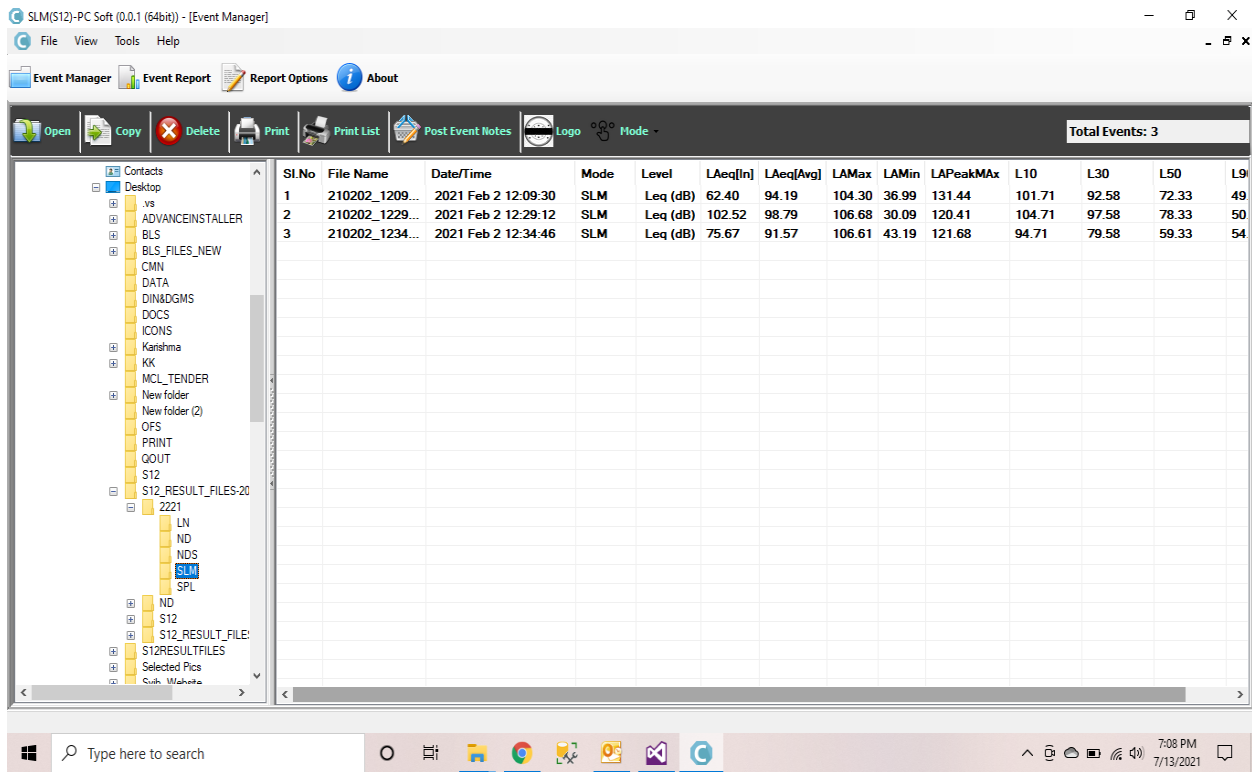 SLM(S12)-PC Soft (0.0.1 (64bit)) - [Event Manager]
File View Tools Help
Event Manager Event Report Report Options About
Open Copy Delete Print Print List Post Event Notes Logo Mode Total Events: 3
Contacts
Desktop
.vs
ADVANCEINSTALLER
BLS
BLS_FILES_NEW
CMN
DATA
DIN&DGMS
DOCS
ICONS
Karishma
KK
MCL_TENDER
New folder
New folder (2)
OFS
PRINT
QOUT
S12
S12_RESULT_FILES-20
2221
LN
ND
NDS
SLM
SPL
ND
S12
S12_RESULT_FILE
S12RESULTFILES
Selected Pics
Svib_Website
Sl.No File Name Date/Time Mode Level LAeq[In] LAeq[Avg] LAMax LAMin LAPeakMAx L10 L30 L50 L9
1 210202_1209... 2021 Feb 2 12:09:30 SLM Leq (dB) 62.40 94.19 104.30 36.99 131.44 101.71 92.58 72.33 49.
2 210202_1229... 2021 Feb 2 12:29:12 SLM Leq (dB) 102.52 98.79 106.68 30.09 120.41 104.71 97.58 78.33 50.
3 210202_1234... 2021 Feb 2 12:34:46 SLM Leq (dB) 75.67 91.57 106.61 43.19 121.68 94.71 79.58 59.33 54.
Type here to search
7:08 PM
7/13/2021